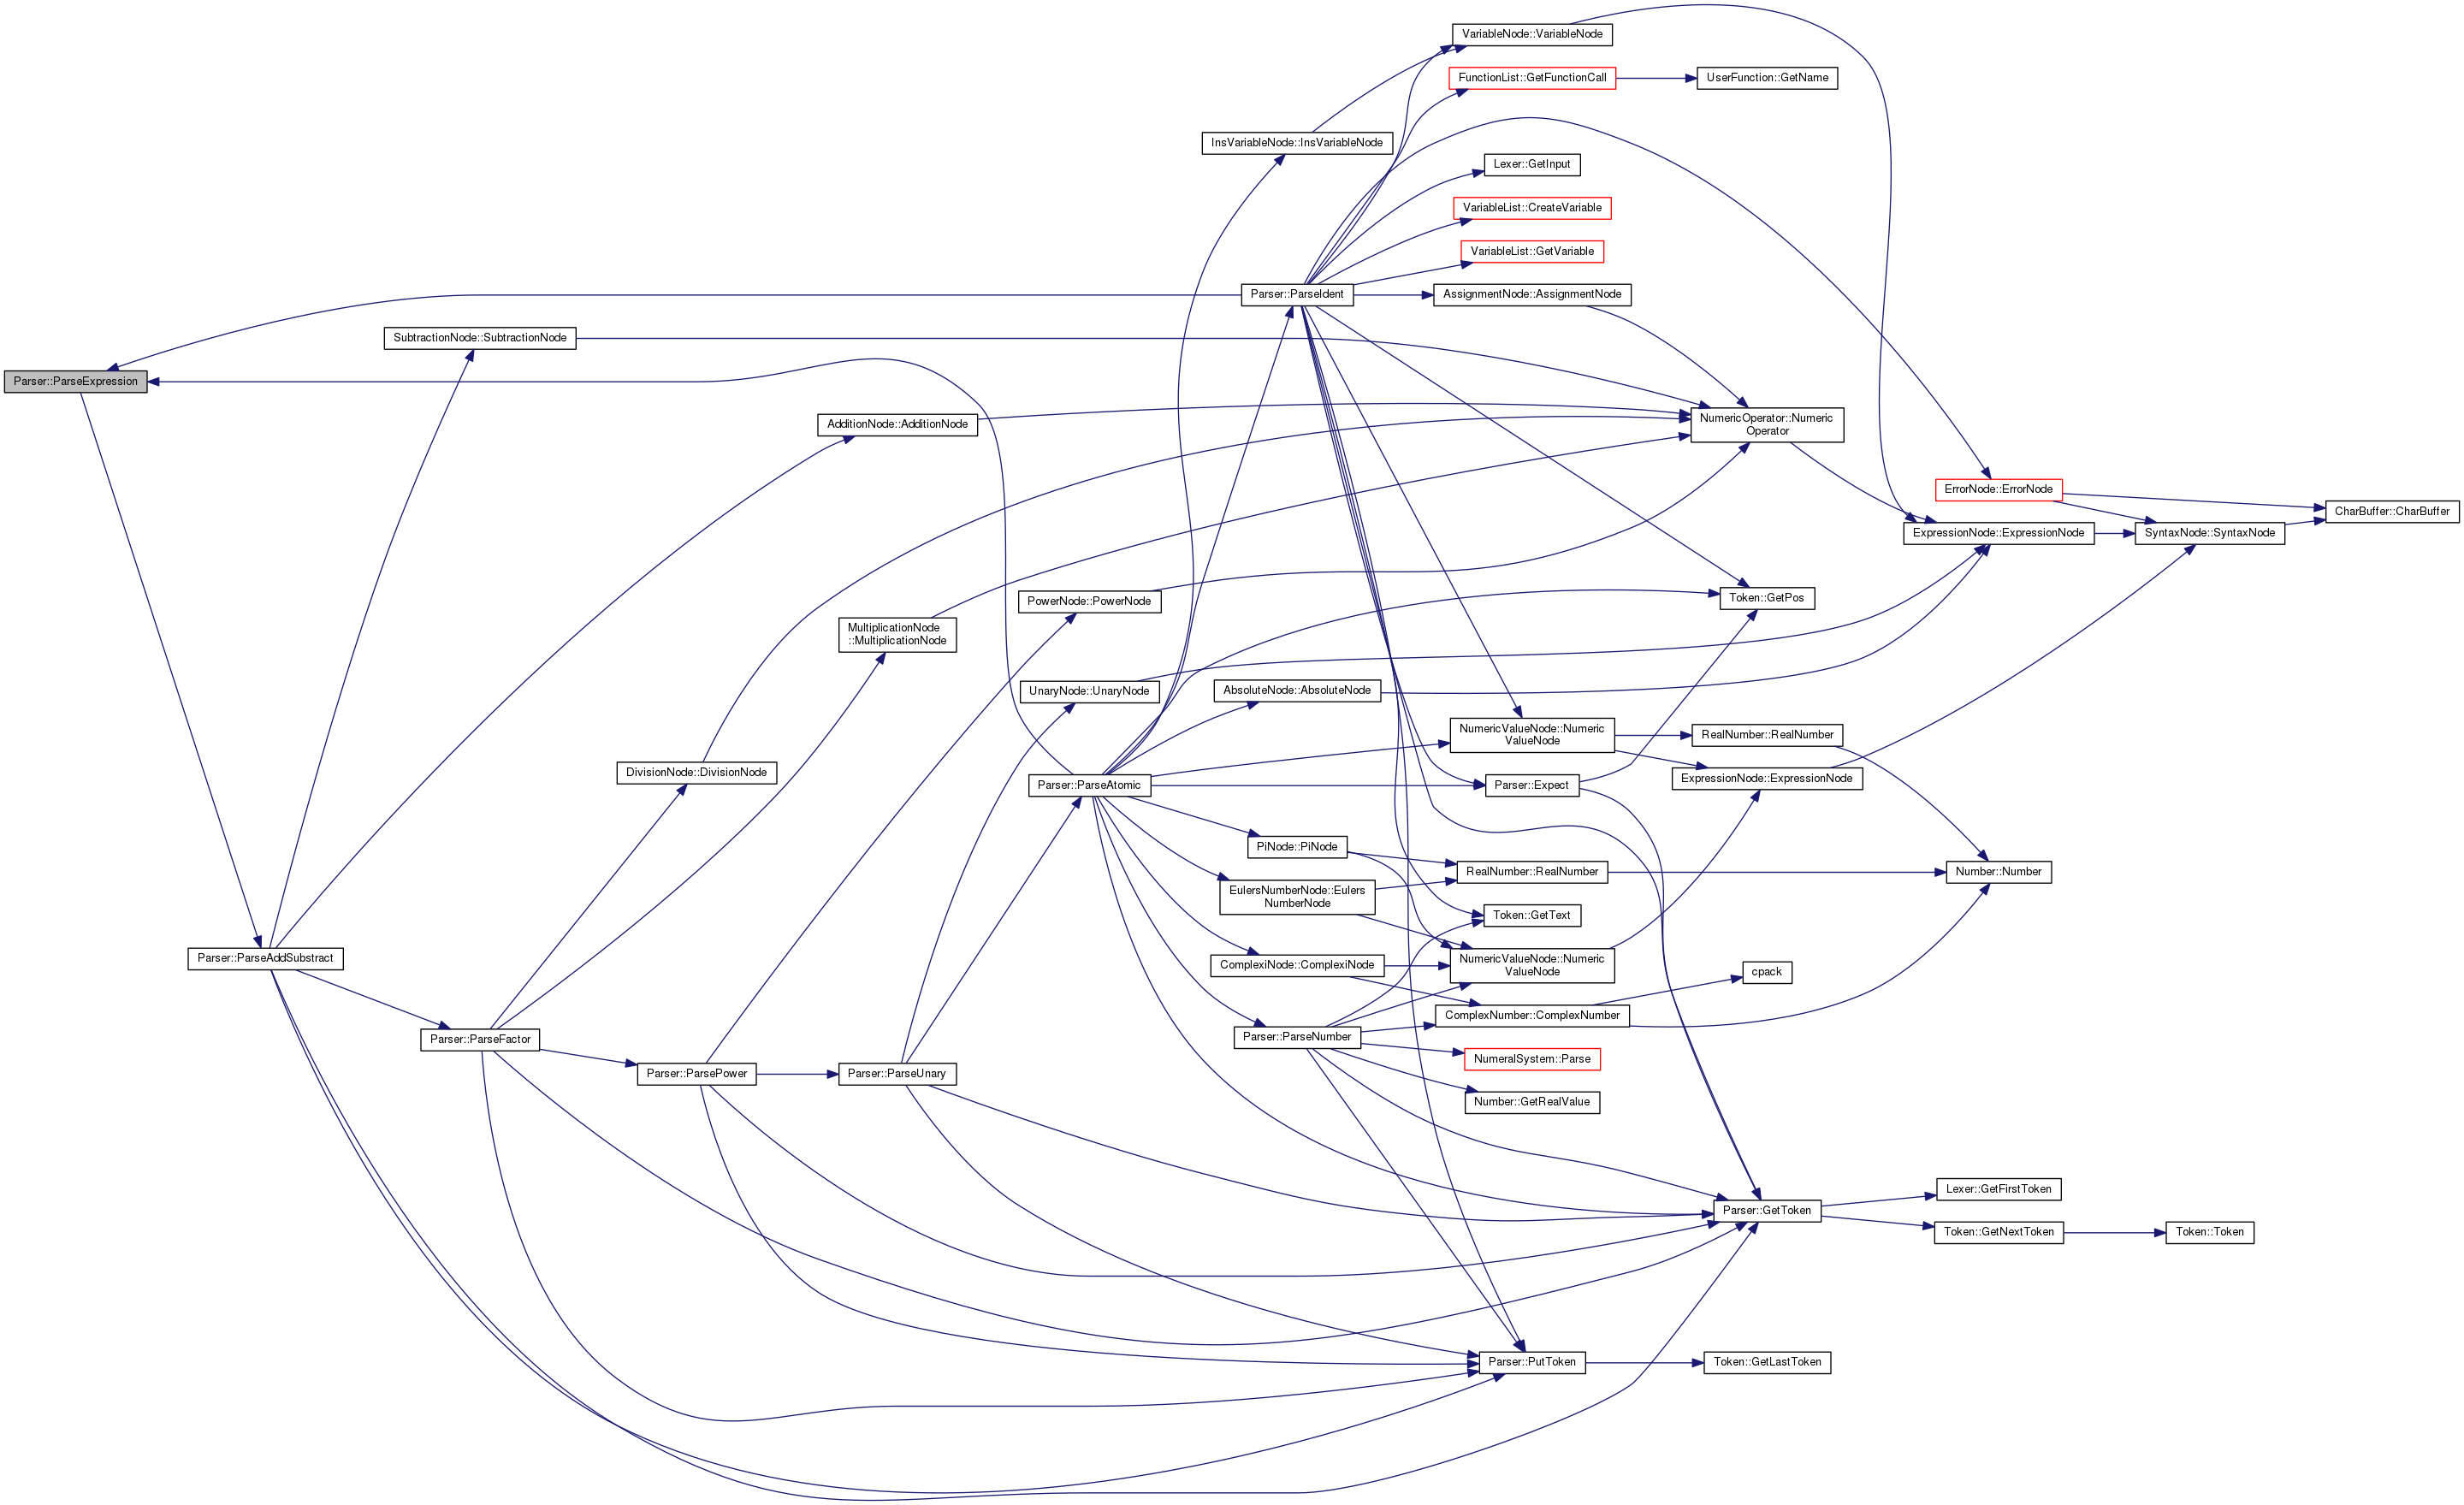 VariableNode::VariableNode
FunctionList::GetFunctionCall
UserFunction::GetName
InsVariableNode::InsVariableNode
Lexer::GetInput
VariableList::CreateVariable
VariableList::GetVariable
Parser::ParseIdent
AssignmentNode::AssignmentNode
SubtractionNode::SubtractionNode
Parser::ParseExpression
AdditionNode::AdditionNode
NumericOperator::Numeric
Operator
ErrorNode::ErrorNode
CharBuffer::CharBuffer
ExpressionNode::ExpressionNode
SyntaxNode::SyntaxNode
PowerNode::PowerNode
Token::GetPos
MultiplicationNode
::MultiplicationNode
UnaryNode::UnaryNode
AbsoluteNode::AbsoluteNode
NumericValueNode::Numeric
ValueNode
RealNumber::RealNumber
DivisionNode::DivisionNode
Parser::ParseAtomic
Parser::Expect
ExpressionNode::ExpressionNode
PiNode::PiNode
RealNumber::RealNumber
Number::Number
EulersNumberNode::Eulers
NumberNode
Token::GetText
Parser::ParseAddSubstract
ComplexiNode::ComplexiNode
NumericValueNode::Numeric
ValueNode
cpack
ComplexNumber::ComplexNumber
Parser::ParseFactor
Parser::ParseNumber
NumeralSystem::Parse
Parser::ParsePower
Parser::ParseUnary
Number::GetRealValue
Lexer::GetFirstToken
Parser::GetToken
Token::GetNextToken
Token::Token
Parser::PutToken
Token::GetLastToken